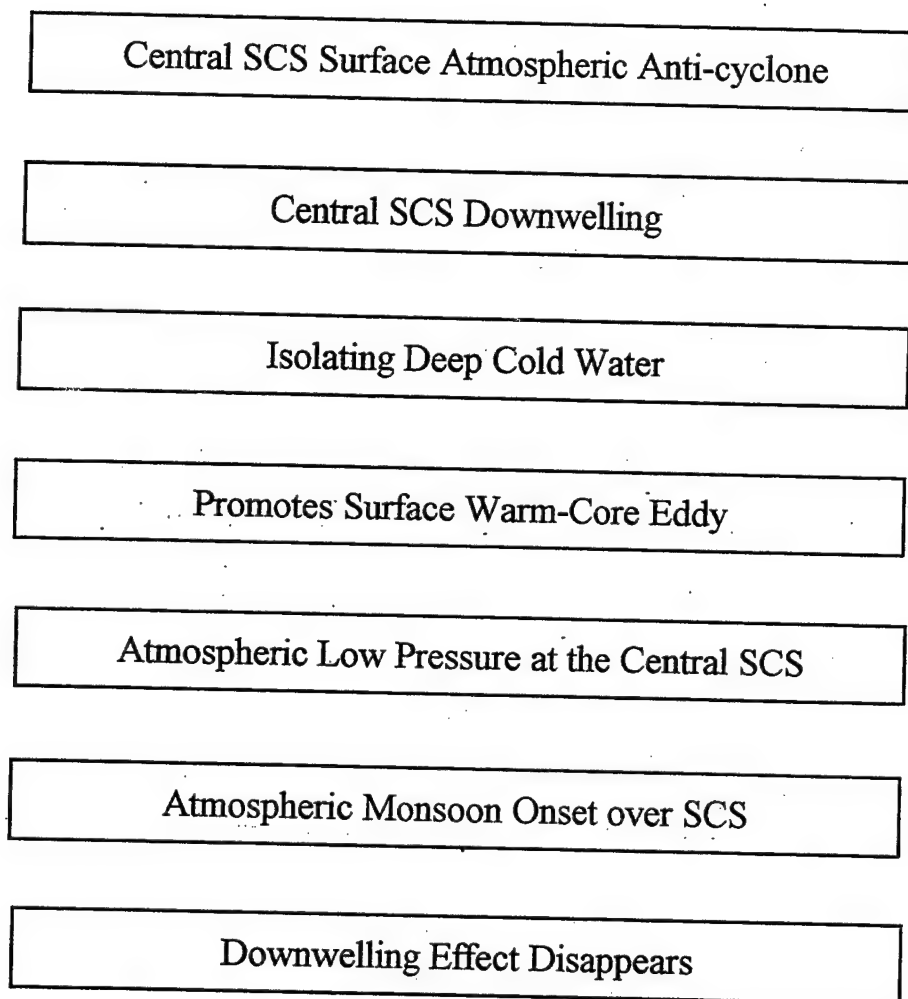 Central SCS Surface Atmospheric Anti-cyclone
Central SCS Downwelling
Isolating Deep Cold Water
Promotes Surface Warm-Core Eddy
Atmospheric Low Pressure at the Central SCS
Atmospheric Monsoon Onset over SCS
Downwelling Effect Disappears